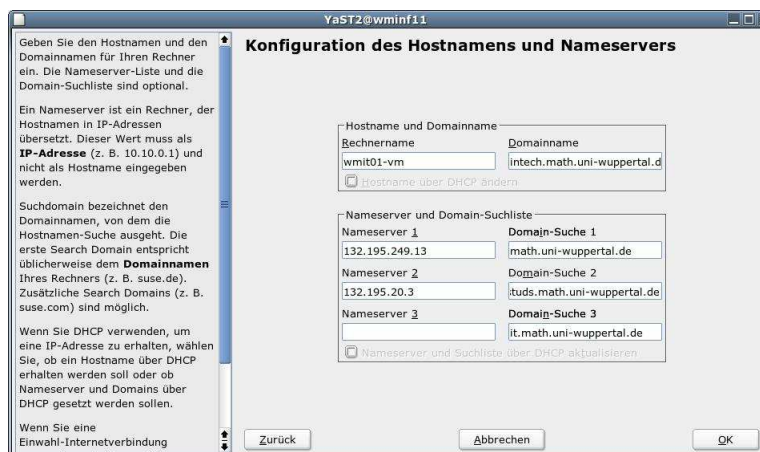 YaST2@wminf11
Geben Sie den Hostnamen und den
Domainnamen für Ihren Rechner
ein. Die Nameserver-Liste und die
Domain-Suchliste sind optional.
Ein Nameserver ist ein Rechner, der
Hostnamen in IP-Adressen
übersetzt. Dieser Wert muss als
IP-Adresse (z. B. 10.10.0.1) und
nicht als Hostname eingegeben
werden.
Suchdomain bezeichnet den
Domainnamen, von dem die
Hostnamen-Suche ausgeht. Die
erste Search Domain entspricht
üblicherweise dem Domainnamen
Ihres Rechners (z. B. suse.de).
Zusätzliche Search Domains (z. B.
suse.com) sind möglich.
Wenn Sie DHCP verwenden, um
eine IP-Adresse zu erhalten, wählen
Sie, ob ein Hostname über DHCP
erhalten werden soll oder ob
Nameserver und Domains über
DHCP gesetzt werden sollen.
Wenn Sie eine
Einwahl-Internetverbindung
Konfiguration des Hostnamens und Nameservers
Hostname und Domainname
Rechnername Domainname
wmit01-vm intech.math.uni-wuppertal.d
Hostname über DHCP ändern
Nameserver und Domain-Suchliste
Nameserver 1 Domain-Suche 1
132.195.249.13 math.uni-wuppertal.de
Nameserver 2 Domain-Suche 2
132.195.20.3 tuds.math.uni-wuppertal.de
Nameserver 3 Domain-Suche 3
it.math.uni-wuppertal.de
Nameserver und Suchliste über DHCP aktualisieren
Zurück Abbrechen OK